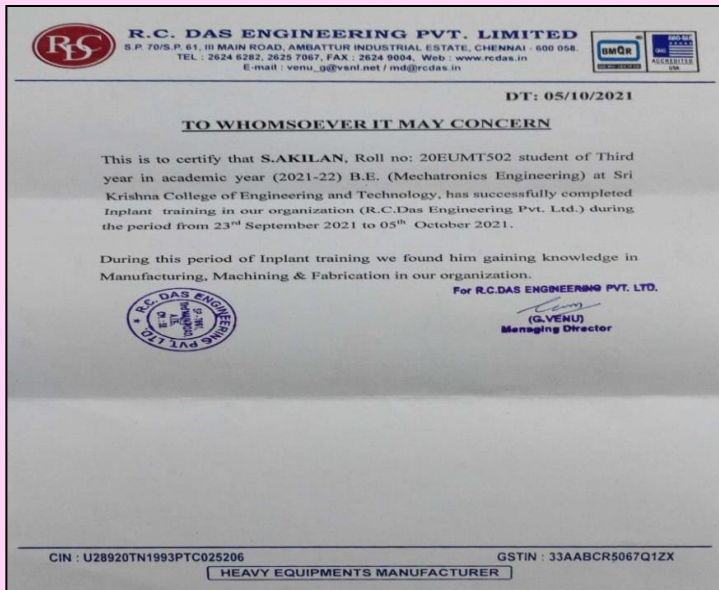 RDSC
R.C. DAS ENGINEERING PVT. LIMITED
S.P. 70/S.P. 61, III MAIN ROAD, AMBATTUR INDUSTRIAL ESTATE, CHENNAI - 600 058.
TEL : 2624 6282, 2625 7067, FAX : 2624 9004, Web : www.rcdas.in
E-mail : venu_g@vsnl.net / md@rcdas.in
BMQR
ACCREDITED
USA
DT: 05/10/2021
TO WHOMSOEVER IT MAY CONCERN
This is to certify that S.AKILAN, Roll no: 20EUMT502 student of Third
year in academic year (2021-22) B.E. (Mechatronics Engineering) at Sri
Krishna College of Engineering and Technology, has successfully completed
Inplant training in our organization (R.C.Das Engineering Pvt. Ltd.) during
the period from 23rd September 2021 to 05th October 2021.
During this period of Inplant training we found him gaining knowledge in
Manufacturing, Machining & Fabrication in our organization.
For R.C.DAS ENGINEERING PVT. LTD.
(G.VENU)
Managing Director
R.C. DAS ENGINEERING PVT. LTD.
CIN : U28920TN1993PTC025206
GSTIN : 33AABCR5067Q1ZX
HEAVY EQUIPMENTS MANUFACTURER